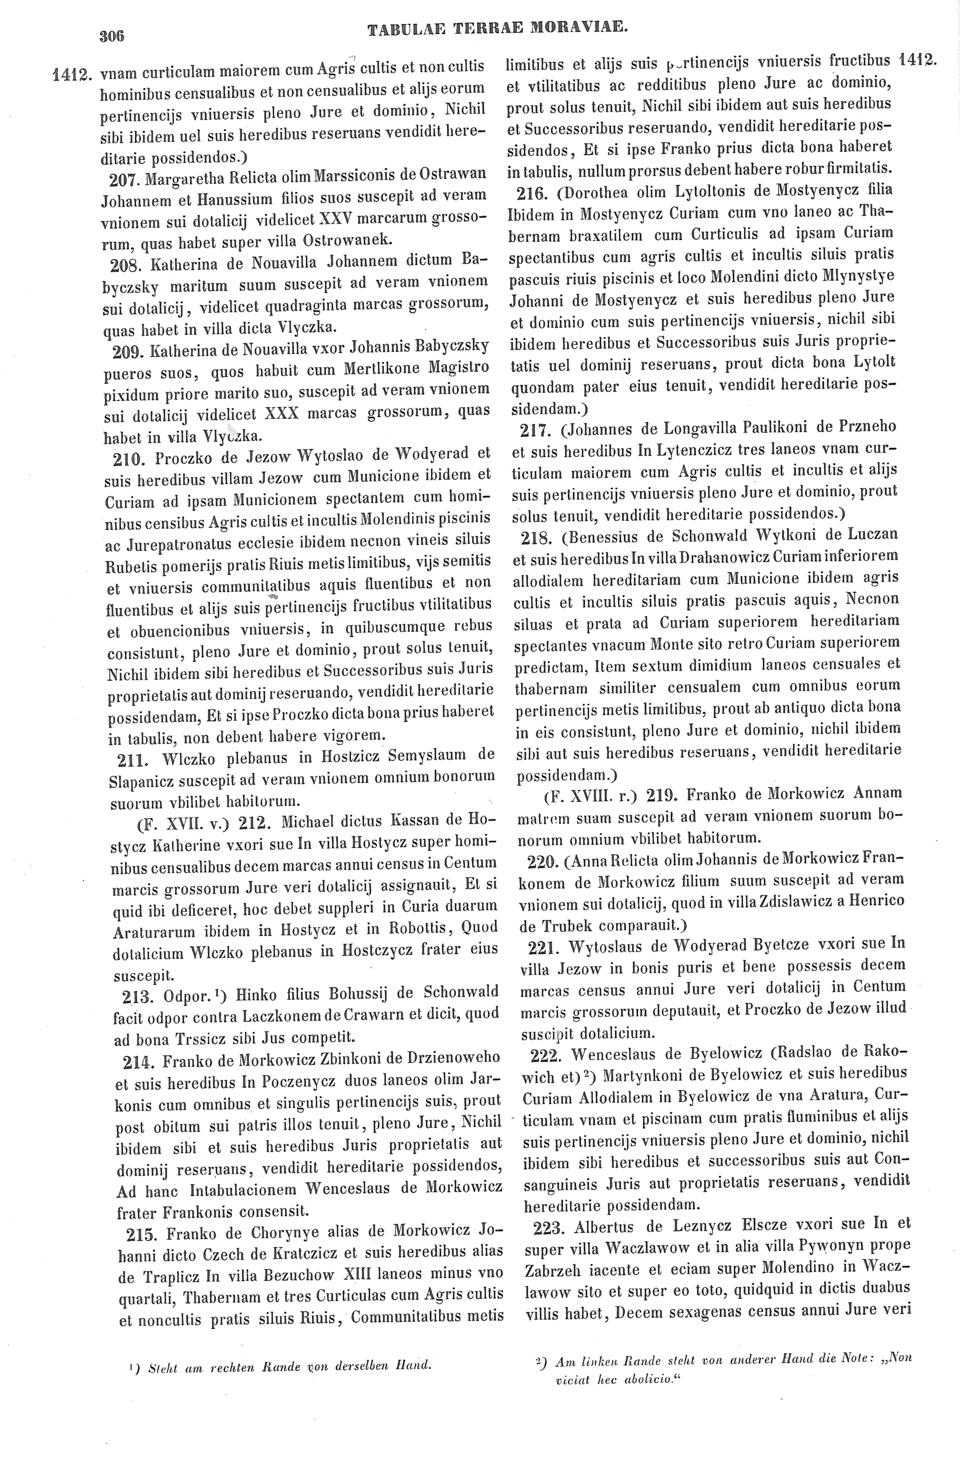 306
TABULAE TERRAE MORAVIAE.
1412. vnam curticulam maiorem cum Agris cultis et non cultis
hominibus censualibus et non censualibus et alijs eorum
pertinencijs vniuersis pleno Jure et dominio, Nichil
sibi ibidem uel suis heredibus reseruans vendidit here-
ditarie possidendos.)
207. Margaretha Relicta olim Marssiconis de Ostrawan
Johannem et Hanussium filios suos suscepit ad veram
vnionem sui dotalicij videlicet XXV marcarum grosso-
rum, quas habet super villa Ostrowanek.
208. Katherina de Nouavilla Johannem dictum Ba-
byczsky maritum suum suscepit ad veram vnionem
sui dotalicij, videlicet quadraginta marcas grossorum,
quas habet in villa dicta Vlyczka.
209. Katherina de Nouavilla vxor Johannis Babyczsky
pueros suos, quos habuit cum Mertlikone Magistro
pixidum priore marito suo, suscepit ad veram vnionem
sui dotalicij videlicet XXX marcas grossorum, quas
habet in villa Vlyczka.
210. Proczko de Jezow Wytoslao de Wodyerad et
suis heredibus villam Jezow cum Municione ibidem et
Curiam ad ipsam Municionem spectantem cum homi-
nibus censibus Agris cultis et incultis Molendinis piscinis
ac Jurepatronatus ecclesie ibidem necnon vineis siluis
Rubetis pomerijs pratis Riuis metis limitibus, vijs semitis
et vniuersis communitatibus aquis fluentibus et non
fluentibus et alijs suis pertinencijs fructibus vtilitatibus
et obuencionibus vniuersis, in quibuscumque rebus
consistunt, pleno Jure et dominio, prout solus tenuit,
Nichil ibidem sibi heredibus et Successoribus suis Juris
proprietatis aut dominij reseruando, vendidit hereditarie
possidendam, Et si ipse Proczko dicta bona prius haberet
in tabulis, non debent habere vigorem.
211. Wlczko plebanus in Hostzicz Semyslaum de
Slapanicz suscepit ad veram vnionem omnium bonorum
suorum vbilibet habitorum.
(F. XVII. v.) 212. Michael dictus Kassan de Ho-
stycz Katherine vxori sue In villa Hostycz super homi-
nibus censualibus decem marcas annui census in Centum
marcis grossorum Jure veri dotalicij assignauit, Et si
quid ibi deficeret, hoc debet suppleri in Curia duarum
Araturarum ibidem in Hostycz et in Robottis, Quod
dotalicium Wlczko plebanus in Hostczycz frater eius
suscepit.
213. Odpor.¹) Hinko filius Bohussij de Schonwald
facit odpor contra Laczkonem de Crawarn et dicit, quod
ad bona Trssicz sibi Jus competit.
214. Franko de Morkowicz Zbinkoni de Drzienoweho
et suis heredibus In Poczenycz duos laneos olim Jar-
konis cum omnibus et singulis pertinencijs suis, prout
post obitum sui patris illos tenuit, pleno Jure, Nichil
ibidem sibi et suis heredibus Juris proprietatis aut
dominij reseruans, vendidit hereditarie possidendos,
Ad hanc Intabulacionem Wenceslaus de Morkowicz
frater Frankonis consensit.
215. Franko de Chorynye alias de Morkowicz Jo-
hanni dicto Czech de Kratczicz et suis heredibus alias
de Traplicz In villa Bezuchow XIII laneos minus vno
quartali, Thabernam et tres Curticulas cum Agris cultis
et noncultis pratis siluis Riuis, Communitatibus metis
¹) Steht am rechten Rande von derselben Hand.
limitibus et alijs suis pertinencijs vniuersis fructibus 1412.
et vtilitatibus ac redditibus pleno Jure ac dominio,
prout solus tenuit, Nichil sibi ibidem aut suis heredibus
et Successoribus reseruando, vendidit hereditarie pos-
sidendos, Et si ipse Franko prius dicta bona haberet
in tabulis, nullum prorsus debent habere robur firmitatis.
216. (Dorothea olim Lytoltonis de Mostyenycz filia
Ibidem in Mostyenycz Curiam cum vno laneo ac Tha-
bernam braxatilem cum Curticulis ad ipsam Curiam
spectantibus cum agris cultis et incultis siluis pratis
pascuis riuis piscinis et loco Molendini dicto Mlynystye
Johanni de Mostyenycz et suis heredibus pleno Jure
et dominio cum suis pertinencijs vniuersis, nichil sibi
ibidem heredibus et Successoribus suis Juris proprie-
tatis uel dominij reseruans, prout dicta bona Lytolt
quondam pater eius tenuit, vendidit hereditarie pos-
sidendam.)
217. (Johannes de Longavilla Paulikoni de Przneho
et suis heredibus In Lytenczicz tres laneos vnam cur-
ticulam maiorem cum Agris cultis et incultis et alijs
suis pertinencijs vniuersis pleno Jure et dominio, prout
solus tenuit, vendidit hereditarie possidendos.)
218. (Benessius de Schonwald Wytkoni de Luczan
et suis heredibus In villa Drahanowicz Curiam inferiorem
allodialem hereditariam cum Municione ibidem agris
cultis et incultis siluis pratis pascuis aquis, Necnon
siluas et prata ad Curiam superiorem hereditariam
spectantes vnacum Monte sito retro Curiam superiorem
predictam, Item sextum dimidium laneos censuales et
thabernam similiter censualem cum omnibus eorum
pertinencijs metis limitibus, prout ab antiquo dicta bona
in eis consistunt, pleno Jure et dominio, nichil ibidem
sibi aut suis heredibus reseruans, vendidit hereditarie
possidendam.)
(F. XVIII. r.) 219. Franko de Morkowicz Annam
matrem suam suscepit ad veram vnionem suorum bo-
norum omnium vbilibet habitorum.
220. (Anna Relicta olim Johannis de Morkowicz Fran-
konem de Morkowicz filium suum suscepit ad veram
vnionem sui dotalicij, quod in villa Zdislawicz a Henrico
de Trubek comparauit.)
221. Wytoslaus de Wodyerad Byetcze vxori sue In
villa Jezow in bonis puris et bene possessis decem
marcas census annui Jure veri dotalicij in Centum
marcis grossorum deputauit, et Proczko de Jezow illud
suscipit dotalicium.
222. Wenceslaus de Byelowicz (Radslao de Rako-
wich et)²) Martynkoni de Byelowicz et suis heredibus
Curiam Allodialem in Byelowicz de vna Aratura, Cur-
ticulam vnam et piscinam cum pratis fluminibus et alijs
suis pertinencijs vniuersis pleno Jure et dominio, nichil
ibidem sibi heredibus et successoribus suis aut Con-
sanguineis Juris aut proprietatis reseruans, vendidit
hereditarie possidendam.
223. Albertus de Leznycz Elscze vxori sue In et
super villa Waczlawow et in alia villa Pywonyn prope
Zabrzeh iacente et eciam super Molendino in Wacz-
lawow sito et super eo toto, quidquid in dictis duabus
villis habet, Decem sexagenas census annui Jure veri
²) Am linken Rande steht von anderer Hand die Note: „Non
viciat hec abolicio.“